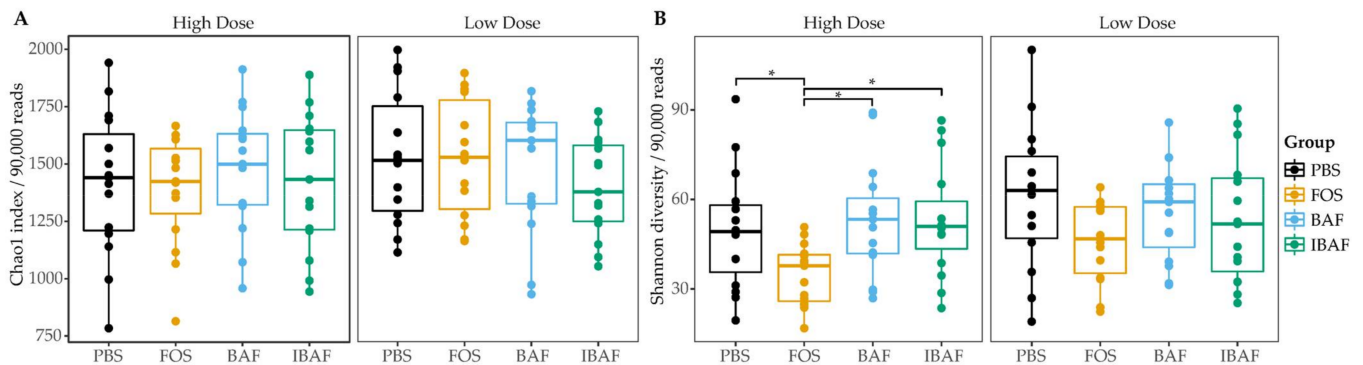 A
High Dose
Low Dose
Chao1 index / 90,000 reads
2000
1750
1500
1250
1000
750
PBS FOS BAF IBAF
PBS FOS BAF IBAF
B
High Dose
Low Dose
Shannon diversity / 90,000 reads
90
60
30
*
*
*
PBS FOS BAF IBAF
PBS FOS BAF IBAF
Group
PBS
FOS
BAF
IBAF